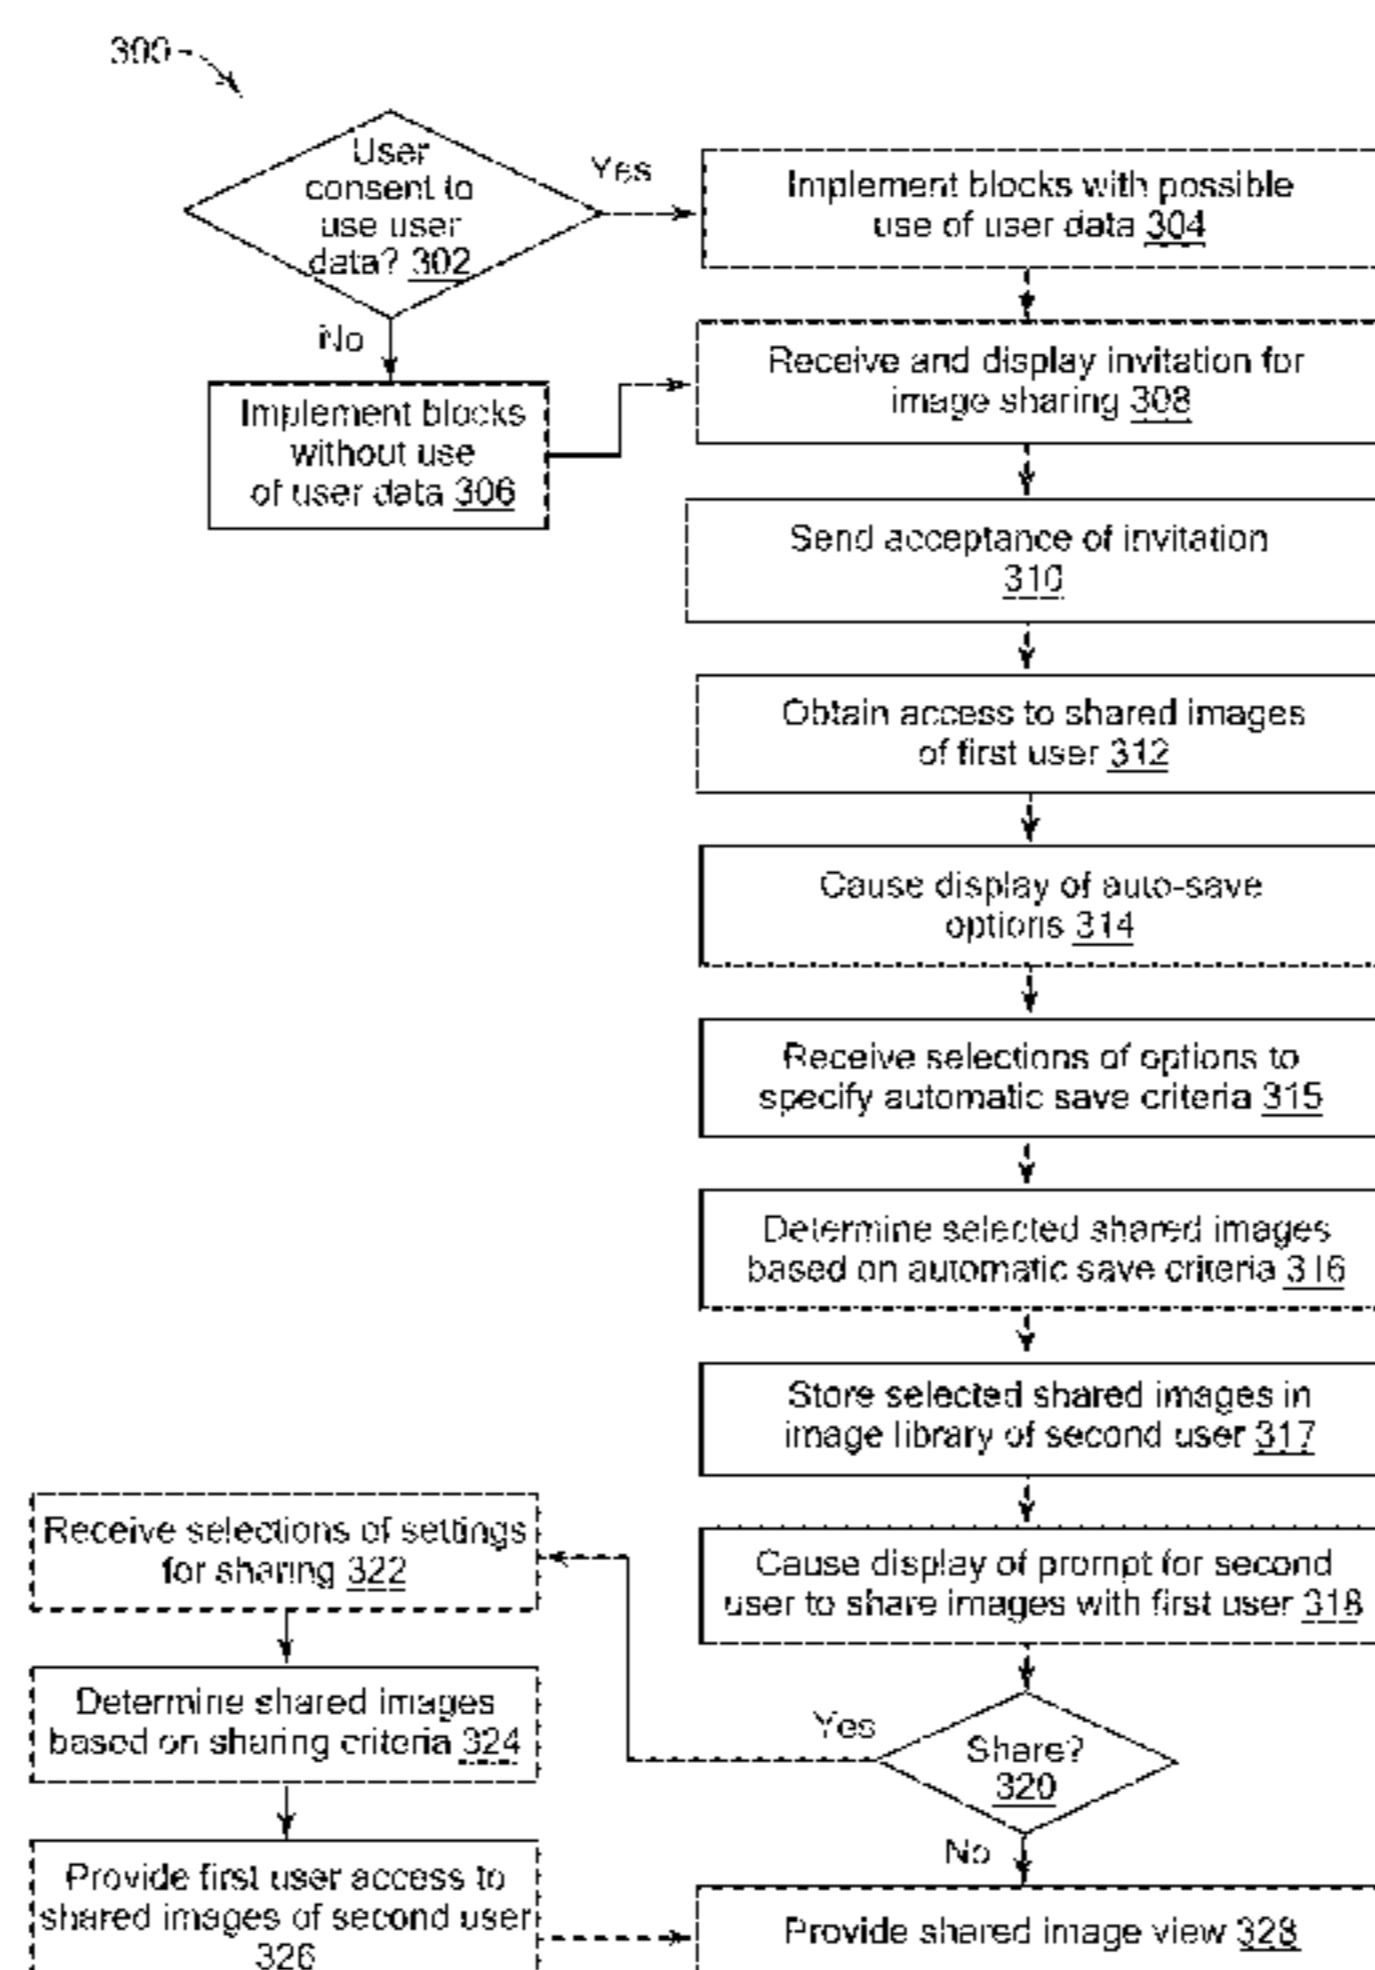 300
User
consent to
use user
data? 302
Yes
Implement blocks with possible
use of user data 304
No
Implement blocks
without use
of user data 306
Receive and display invitation for
image sharing 308
Send acceptance of invitation
310
Obtain access to shared images
of first user 312
Cause display of auto-save
options 314
Receive selections of options to
specify automatic save criteria 315
Determine selected shared images
based on automatic save criteria 316
Store selected shared images in
image library of second user 317
Cause display of prompt for second
user to share images with first user 318
Share?
320
Yes
Receive selections of settings
for sharing 322
Determine shared images
based on sharing criteria 324
Provide first user access to
shared images of second user
326
No
Provide shared image view 328